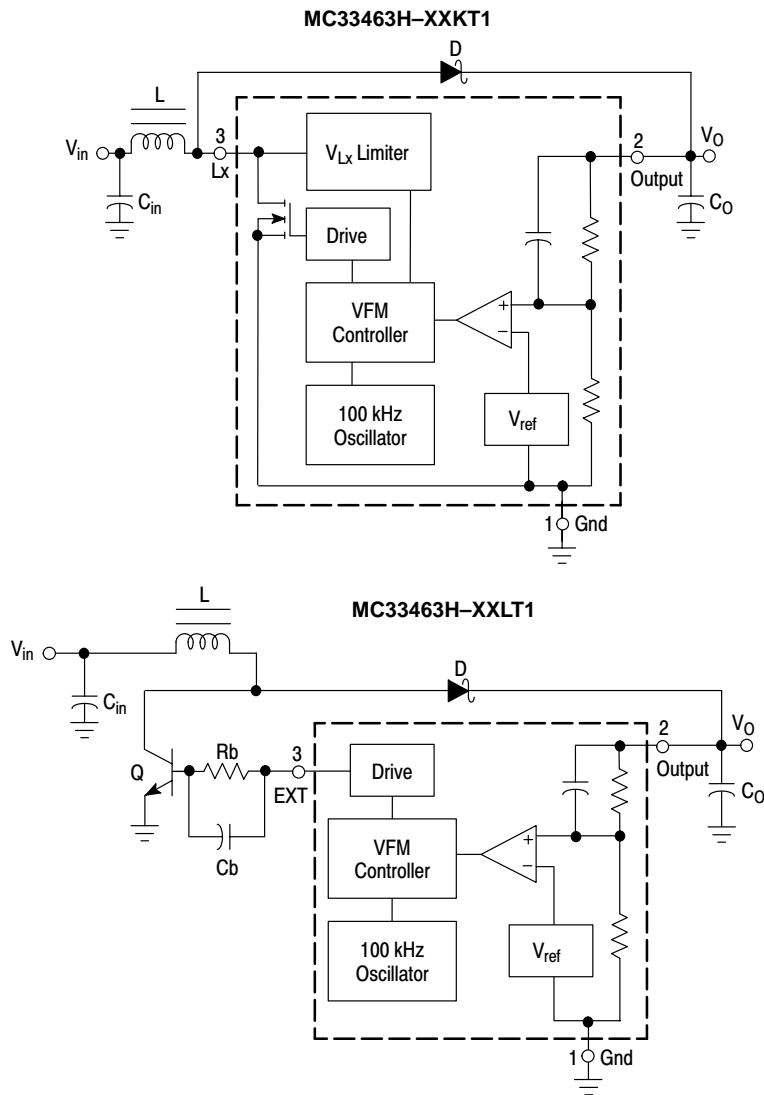 MC33463H–XXKT1
D
L
Vin
3
Lx
VLx Limiter
2
VO
Output
Cin
CO
Drive
VFM
Controller
+
–
100 kHz
Oscillator
Vref
1
Gnd
MC33463H–XXLT1
L
Vin
D
Cin
2
VO
Rb
3
Drive
Output
Q
EXT
CO
Cb
VFM
Controller
+
–
100 kHz
Oscillator
Vref
1
Gnd